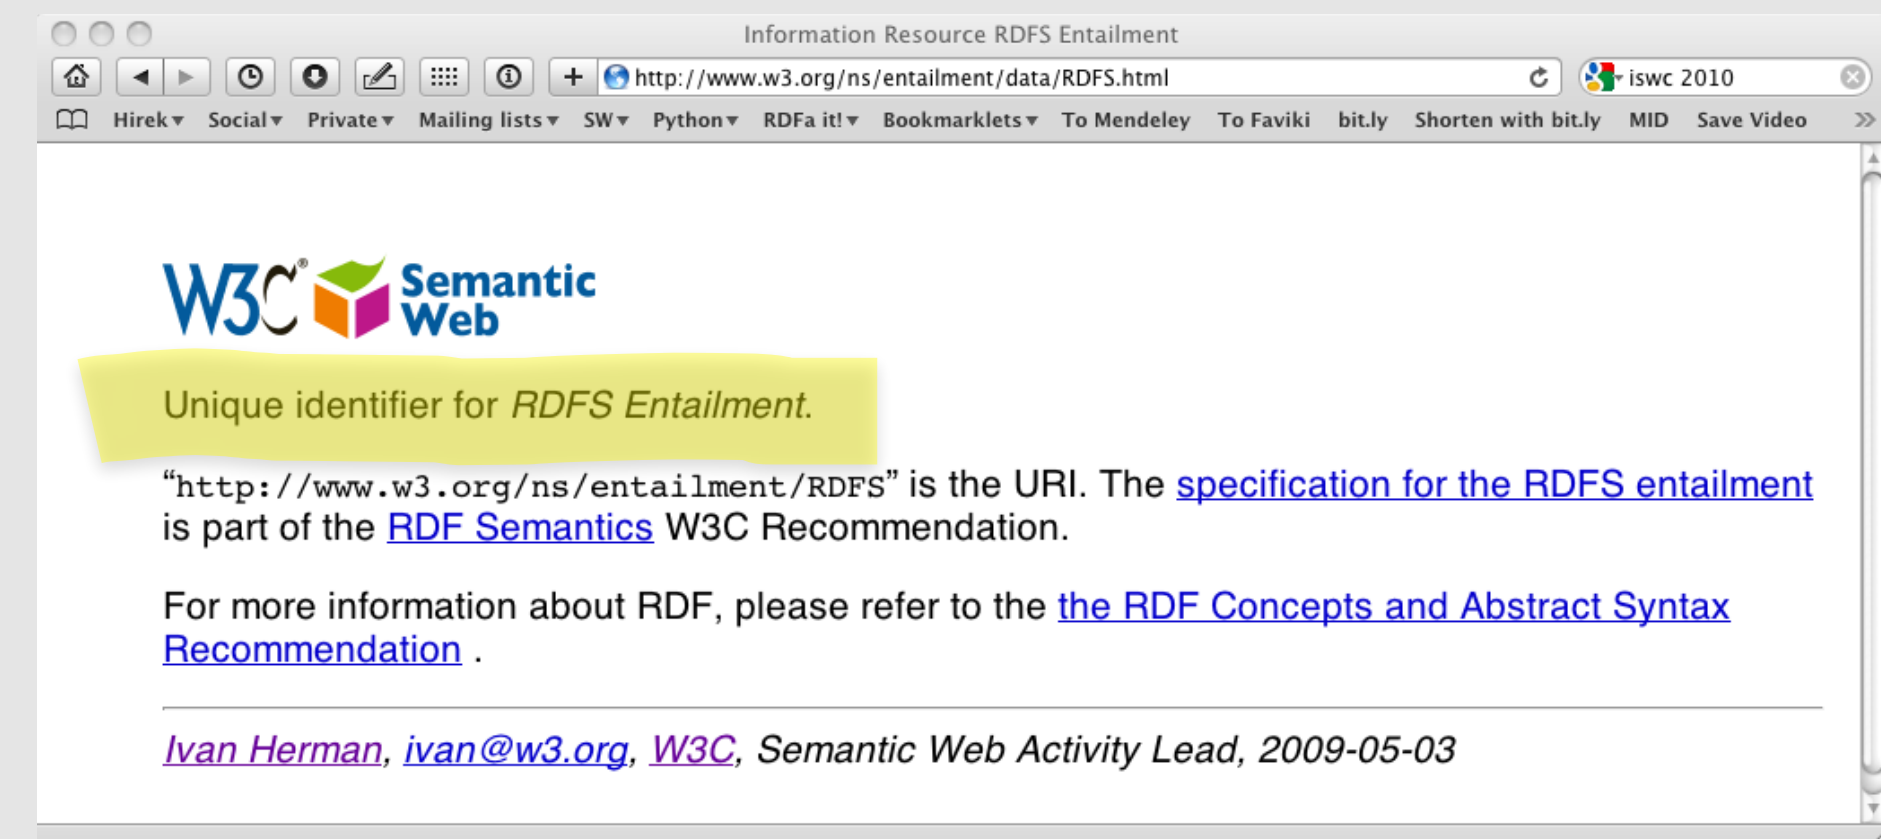 Information Resource RDFS Entailment
http://www.w3.org/ns/entailment/data/RDFS.html
iswc 2010
Hirek Social Private Mailing lists SW Python RDFa it! Bookmarklets To Mendeley To Faviki bit.ly Shorten with bit.ly MID Save Video »
W3C® Semantic
Web
Unique identifier for RDFS Entailment.
“http://www.w3.org/ns/entailment/RDFS” is the URI. The specification for the RDFS entailment
is part of the RDF Semantics W3C Recommendation.
For more information about RDF, please refer to the the RDF Concepts and Abstract Syntax
Recommendation .
Ivan Herman, ivan@w3.org, W3C, Semantic Web Activity Lead, 2009-05-03